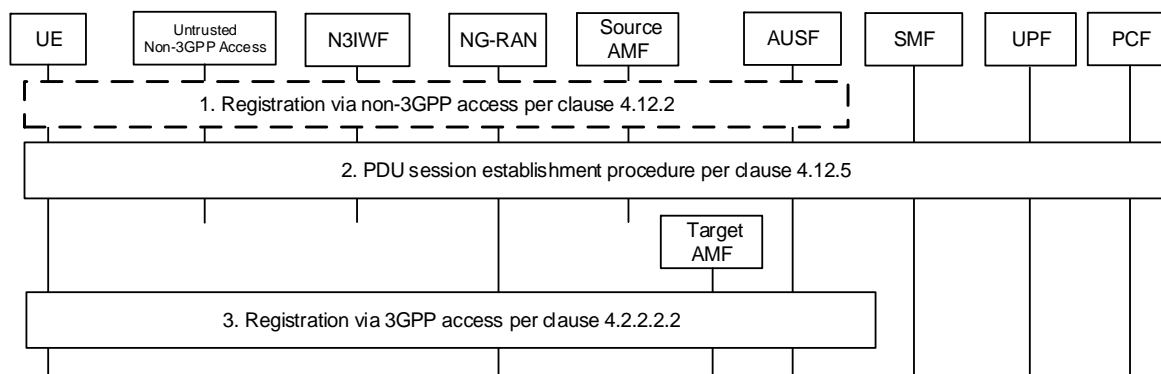 UE
Untrusted
Non-3GPP Access
N3IWF
NG-RAN
Source
AMF
AUSF
SMF
UPF
PCF
1. Registration via non-3GPP access per clause 4.12.2
2. PDU session establishment procedure per clause 4.12.5
Target
AMF
3. Registration via 3GPP access per clause 4.2.2.2.2